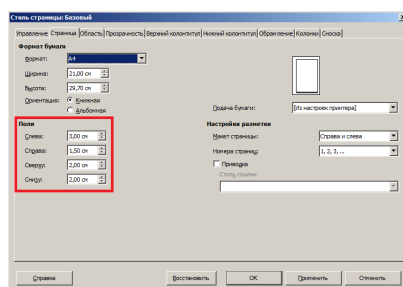 Стиль страницы: Базовый
Управление Страница Область Прозрачность Верхний колонтитул Нижний колонтитул Обрамление Колонки Сноска
Формат бумаги
Формат: A4
Ширина: 21,00 см
Высота: 29,70 см
Ориентация: Книжная
Альбомная
Подача бумаги: [Из настроек принтера]
Поля
Настройки разметки
Слева: 3,00 см
Макет страницы: Справа и слева
Справа: 1,50 см
Номера страниц: 1, 2, 3, ...
Сверху: 2,00 см
Приводка
Снизу: 2,00 см
Стиль ссылки:
Справка Восстановить ОК Применить Отменить